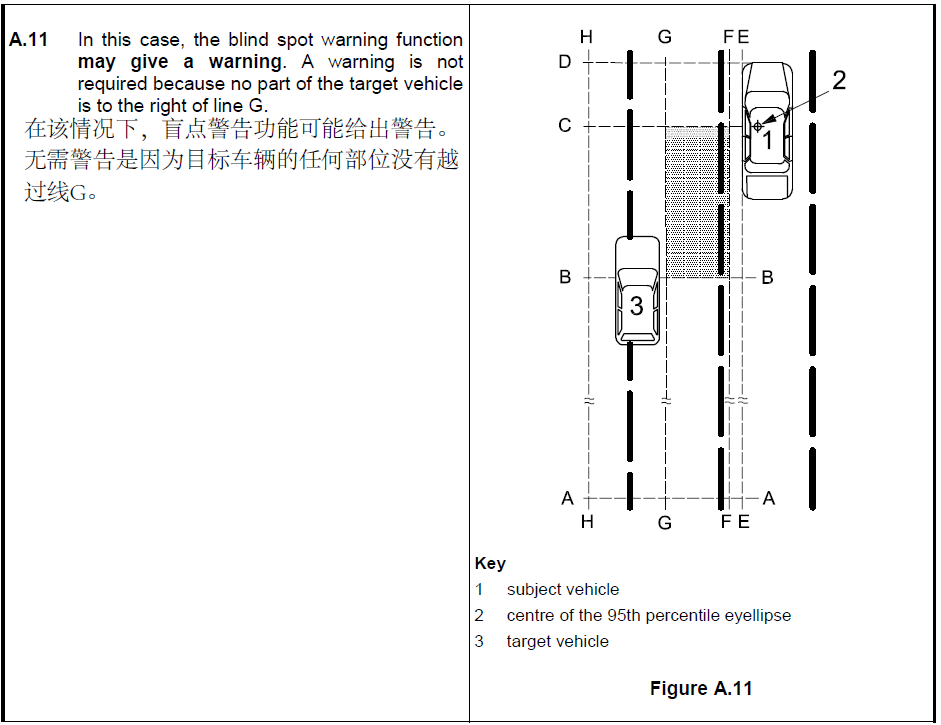 A.11 In this case, the blind spot warning function
may give a warning. A warning is not
required because no part of the target vehicle
is to the right of line G.
在该情况下，盲点警告功能可能给出警告。
无需警告是因为目标车辆的任何部位没有越
过线G。
H G F E
D
2
C
1
B B
3
A A
H G F E
Key
1 subject vehicle
2 centre of the 95th percentile eyellipse
3 target vehicle
Figure A.11